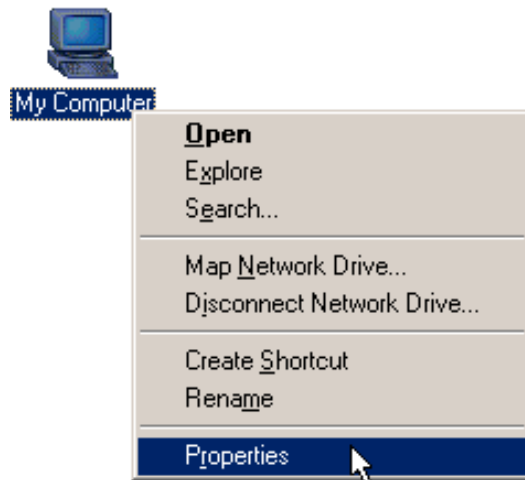 My Computer
Open
Explore
Search...
Map Network Drive...
Disconnect Network Drive...
Create Shortcut
Rename
Properties